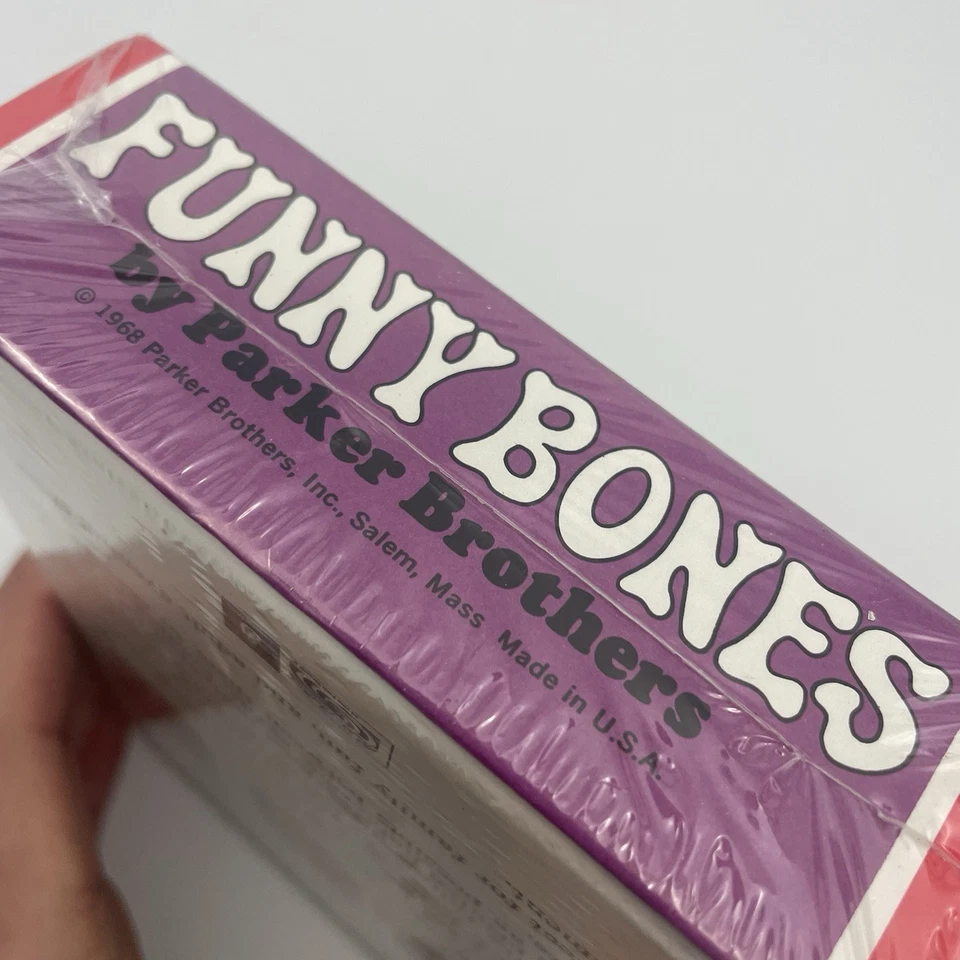 FUNNY BONES
by Parker Brothers
© 1968 Parker Brothers, Inc., Salem, Mass Made in U.S.A.